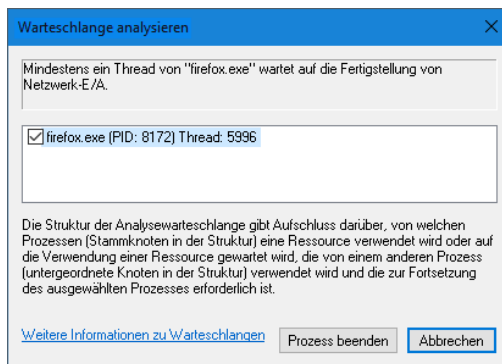 Warteschlange analysieren
Mindestens ein Thread von "firefox.exe" wartet auf die Fertigstellung von
Netzwerk-E/A.
firefox.exe (PID: 8172) Thread: 5996
Die Struktur der Analysewarteschlange gibt Aufschluss darüber, von welchen
Prozessen (Stammknoten in der Struktur) eine Ressource verwendet wird oder auf
die Verwendung einer Ressource gewartet wird, die von einem anderen Prozess
(untergeordnete Knoten in der Struktur) verwendet wird und die zur Fortsetzung
des ausgewählten Prozesses erforderlich ist.
Weitere Informationen zu Warteschlangen Prozess beenden Abbrechen